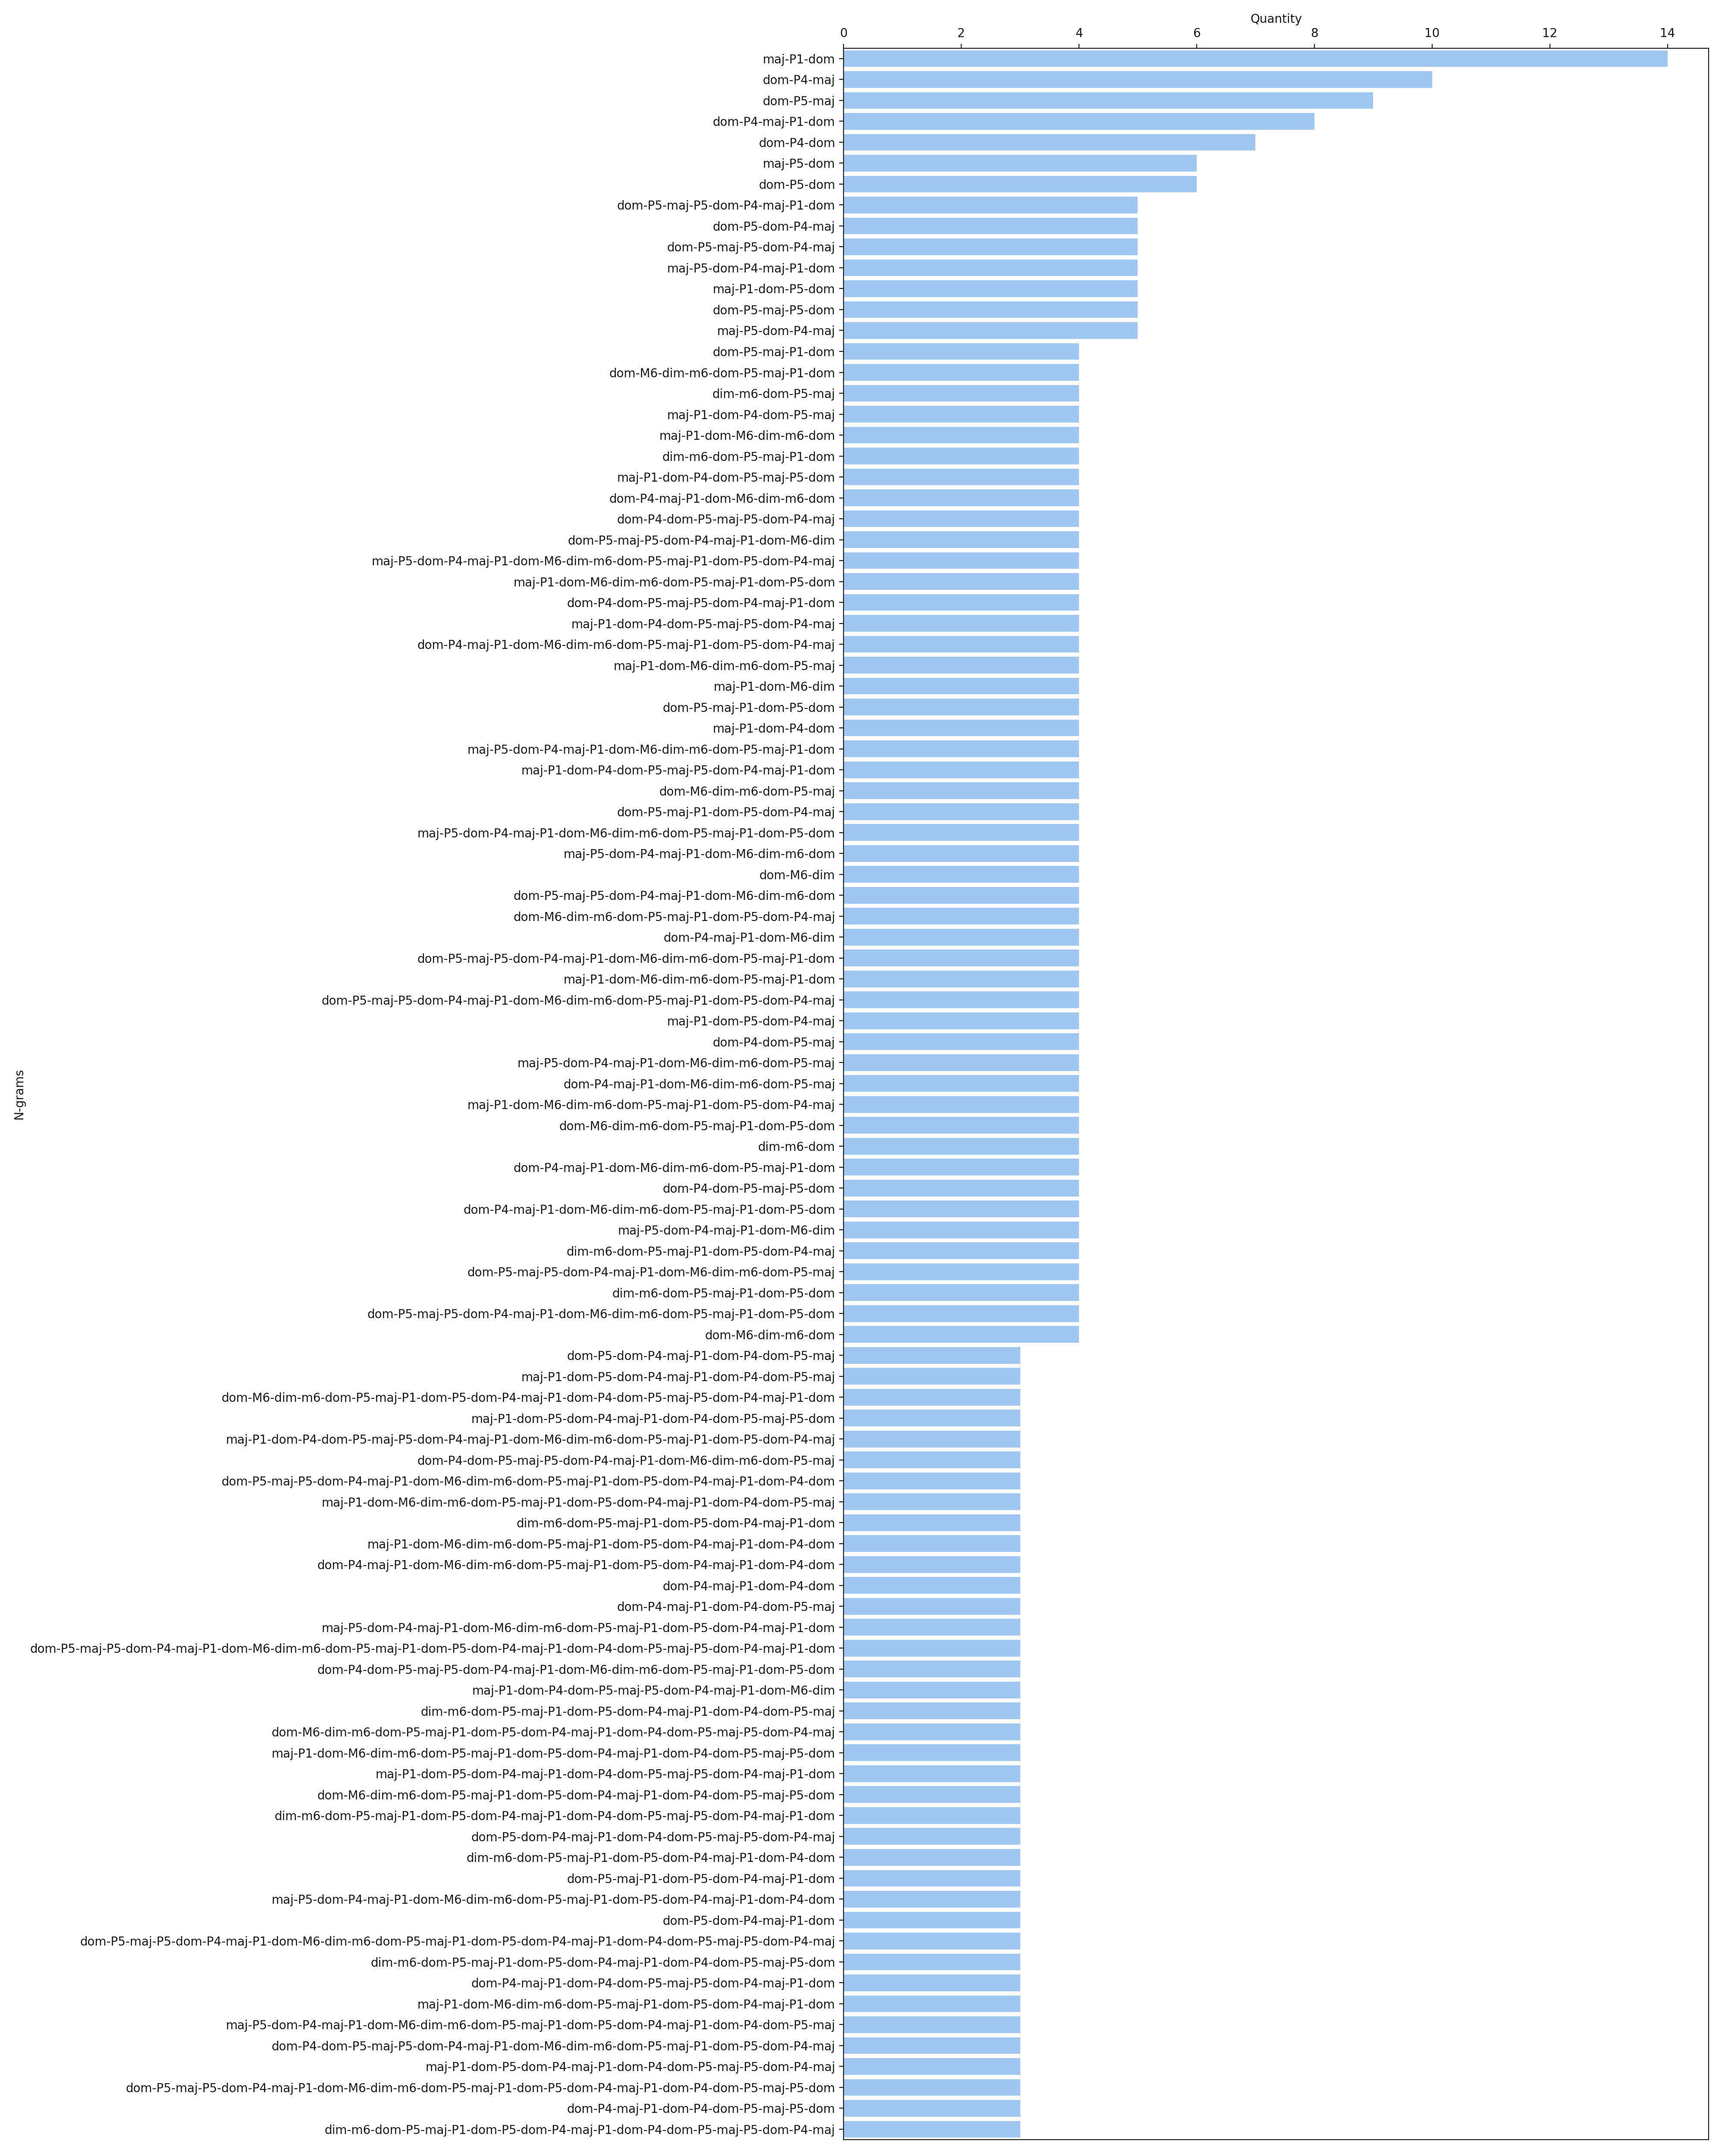 Quantity
0 2 4 6 8 10 12 14
maj-P1-dom
dom-P4-maj
dom-P5-maj
dom-P4-maj-P1-dom
dom-P4-dom
maj-P5-dom
dom-P5-dom
dom-P5-maj-P5-dom-P4-maj-P1-dom
dom-P5-dom-P4-maj
dom-P5-maj-P5-dom-P4-maj
maj-P5-dom-P4-maj-P1-dom
maj-P1-dom-P5-dom
dom-P5-maj-P5-dom
maj-P5-dom-P4-maj
dom-P5-maj-P1-dom
dom-M6-dim-m6-dom-P5-maj-P1-dom
dim-m6-dom-P5-maj
maj-P1-dom-P4-dom-P5-maj
maj-P1-dom-M6-dim-m6-dom
dim-m6-dom-P5-maj-P1-dom
maj-P1-dom-P4-dom-P5-maj-P5-dom
dom-P4-maj-P1-dom-M6-dim-m6-dom
dom-P4-dom-P5-maj-P5-dom-P4-maj
dom-P5-maj-P5-dom-P4-maj-P1-dom-M6-dim
maj-P5-dom-P4-maj-P1-dom-M6-dim-m6-dom-P5-maj-P1-dom-P5-dom-P4-maj
maj-P1-dom-M6-dim-m6-dom-P5-maj-P1-dom-P5-dom
dom-P4-dom-P5-maj-P5-dom-P4-maj-P1-dom
maj-P1-dom-P4-dom-P5-maj-P5-dom-P4-maj
dom-P4-maj-P1-dom-M6-dim-m6-dom-P5-maj-P1-dom-P5-dom-P4-maj
maj-P1-dom-M6-dim-m6-dom-P5-maj
maj-P1-dom-M6-dim
dom-P5-maj-P1-dom-P5-dom
maj-P1-dom-P4-dom
maj-P5-dom-P4-maj-P1-dom-M6-dim-m6-dom-P5-maj-P1-dom
maj-P1-dom-P4-dom-P5-maj-P5-dom-P4-maj-P1-dom
dom-M6-dim-m6-dom-P5-maj
dom-P5-maj-P1-dom-P5-dom-P4-maj
maj-P5-dom-P4-maj-P1-dom-M6-dim-m6-dom-P5-maj-P1-dom-P5-dom
maj-P5-dom-P4-maj-P1-dom-M6-dim-m6-dom
dom-M6-dim
dom-P5-maj-P5-dom-P4-maj-P1-dom-M6-dim-m6-dom
dom-M6-dim-m6-dom-P5-maj-P1-dom-P5-dom-P4-maj
dom-P4-maj-P1-dom-M6-dim
dom-P5-maj-P5-dom-P4-maj-P1-dom-M6-dim-m6-dom-P5-maj-P1-dom
maj-P1-dom-M6-dim-m6-dom-P5-maj-P1-dom
dom-P5-maj-P5-dom-P4-maj-P1-dom-M6-dim-m6-dom-P5-maj-P1-dom-P5-dom-P4-maj
maj-P1-dom-P5-dom-P4-maj
dom-P4-dom-P5-maj
maj-P5-dom-P4-maj-P1-dom-M6-dim-m6-dom-P5-maj
dom-P4-maj-P1-dom-M6-dim-m6-dom-P5-maj
maj-P1-dom-M6-dim-m6-dom-P5-maj-P1-dom-P5-dom-P4-maj
dom-M6-dim-m6-dom-P5-maj-P1-dom-P5-dom
dim-m6-dom
dom-P4-maj-P1-dom-M6-dim-m6-dom-P5-maj-P1-dom
dom-P4-dom-P5-maj-P5-dom
dom-P4-maj-P1-dom-M6-dim-m6-dom-P5-maj-P1-dom-P5-dom
maj-P5-dom-P4-maj-P1-dom-M6-dim
dim-m6-dom-P5-maj-P1-dom-P5-dom-P4-maj
dom-P5-maj-P5-dom-P4-maj-P1-dom-M6-dim-m6-dom-P5-maj
dim-m6-dom-P5-maj-P1-dom-P5-dom
dom-P5-maj-P5-dom-P4-maj-P1-dom-M6-dim-m6-dom-P5-maj-P1-dom-P5-dom
dom-M6-dim-m6-dom
dom-P5-dom-P4-maj-P1-dom-P4-dom-P5-maj
maj-P1-dom-P5-dom-P4-maj-P1-dom-P4-dom-P5-maj
dom-M6-dim-m6-dom-P5-maj-P1-dom-P5-dom-P4-maj-P1-dom-P4-dom-P5-maj-P5-dom-P4-maj-P1-dom
maj-P1-dom-P5-dom-P4-maj-P1-dom-P4-dom-P5-maj-P5-dom
maj-P1-dom-P4-dom-P5-maj-P5-dom-P4-maj-P1-dom-M6-dim-m6-dom-P5-maj-P1-dom-P5-dom-P4-maj
dom-P4-dom-P5-maj-P5-dom-P4-maj-P1-dom-M6-dim-m6-dom-P5-maj
dom-P5-maj-P5-dom-P4-maj-P1-dom-M6-dim-m6-dom-P5-maj-P1-dom-P5-dom-P4-maj-P1-dom-P4-dom
maj-P1-dom-M6-dim-m6-dom-P5-maj-P1-dom-P5-dom-P4-maj-P1-dom-P4-dom-P5-maj
dim-m6-dom-P5-maj-P1-dom-P5-dom-P4-maj-P1-dom
maj-P1-dom-M6-dim-m6-dom-P5-maj-P1-dom-P5-dom-P4-maj-P1-dom-P4-dom
dom-P4-maj-P1-dom-M6-dim-m6-dom-P5-maj-P1-dom-P5-dom-P4-maj-P1-dom-P4-dom
dom-P4-maj-P1-dom-P4-dom
dom-P4-maj-P1-dom-P4-dom-P5-maj
maj-P5-dom-P4-maj-P1-dom-M6-dim-m6-dom-P5-maj-P1-dom-P5-dom-P4-maj-P1-dom
dom-P5-maj-P5-dom-P4-maj-P1-dom-M6-dim-m6-dom-P5-maj-P1-dom-P5-dom-P4-maj-P1-dom-P4-dom-P5-maj-P5-dom-P4-maj-P1-dom
dom-P4-dom-P5-maj-P5-dom-P4-maj-P1-dom-M6-dim-m6-dom-P5-maj-P1-dom-P5-dom
maj-P1-dom-P4-dom-P5-maj-P5-dom-P4-maj-P1-dom-M6-dim
dim-m6-dom-P5-maj-P1-dom-P5-dom-P4-maj-P1-dom-P4-dom-P5-maj
dom-M6-dim-m6-dom-P5-maj-P1-dom-P5-dom-P4-maj-P1-dom-P4-dom-P5-maj-P5-dom-P4-maj
maj-P1-dom-M6-dim-m6-dom-P5-maj-P1-dom-P5-dom-P4-maj-P1-dom-P4-dom-P5-maj-P5-dom
maj-P1-dom-P5-dom-P4-maj-P1-dom-P4-dom-P5-maj-P5-dom-P4-maj-P1-dom
dom-M6-dim-m6-dom-P5-maj-P1-dom-P5-dom-P4-maj-P1-dom-P4-dom-P5-maj-P5-dom
dim-m6-dom-P5-maj-P1-dom-P5-dom-P4-maj-P1-dom-P4-dom-P5-maj-P5-dom-P4-maj-P1-dom
dom-P5-dom-P4-maj-P1-dom-P4-dom-P5-maj-P5-dom-P4-maj
dim-m6-dom-P5-maj-P1-dom-P5-dom-P4-maj-P1-dom-P4-dom
dom-P5-maj-P1-dom-P5-dom-P4-maj-P1-dom
maj-P5-dom-P4-maj-P1-dom-M6-dim-m6-dom-P5-maj-P1-dom-P5-dom-P4-maj-P1-dom-P4-dom
dom-P5-dom-P4-maj-P1-dom
dom-P5-maj-P5-dom-P4-maj-P1-dom-M6-dim-m6-dom-P5-maj-P1-dom-P5-dom-P4-maj-P1-dom-P4-dom-P5-maj-P5-dom-P4-maj
dim-m6-dom-P5-maj-P1-dom-P5-dom-P4-maj-P1-dom-P4-dom-P5-maj-P5-dom
dom-P4-maj-P1-dom-P4-dom-P5-maj-P5-dom-P4-maj-P1-dom
maj-P1-dom-M6-dim-m6-dom-P5-maj-P1-dom-P5-dom-P4-maj-P1-dom
maj-P5-dom-P4-maj-P1-dom-M6-dim-m6-dom-P5-maj-P1-dom-P5-dom-P4-maj-P1-dom-P4-dom-P5-maj
dom-P4-dom-P5-maj-P5-dom-P4-maj-P1-dom-M6-dim-m6-dom-P5-maj-P1-dom-P5-dom-P4-maj
maj-P1-dom-P5-dom-P4-maj-P1-dom-P4-dom-P5-maj-P5-dom-P4-maj
dom-P5-maj-P5-dom-P4-maj-P1-dom-M6-dim-m6-dom-P5-maj-P1-dom-P5-dom-P4-maj-P1-dom-P4-dom-P5-maj-P5-dom
dom-P4-maj-P1-dom-P4-dom-P5-maj-P5-dom
dim-m6-dom-P5-maj-P1-dom-P5-dom-P4-maj-P1-dom-P4-dom-P5-maj-P5-dom-P4-maj
N-grams